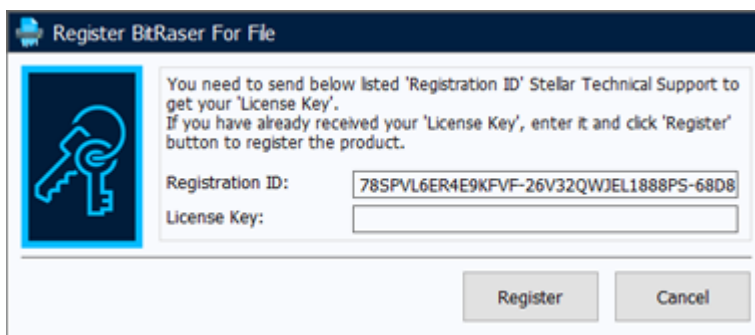 Register BitRaser For File
You need to send below listed 'Registration ID' Stellar Technical Support to
get your 'License Key'.
If you have already received your 'License Key', enter it and click 'Register'
button to register the product.
Registration ID: 78SPVL6ER4E9KFVF-26V32QWJEL1888PS-68D8
License Key:
Register Cancel